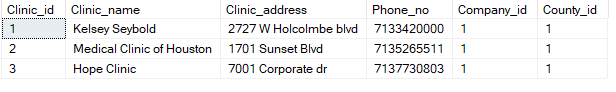 Clinic_id Clinic_name Clinic_address Phone_no Company_id County_id
1 Kelsey Seybold 2727 W Holcolmbe blvd 7133420000 1 1
2 Medical Clinic of Houston 1701 Sunset Blvd 7135265511 1 1
3 Hope Clinic 7001 Corporate dr 7137730803 1 1